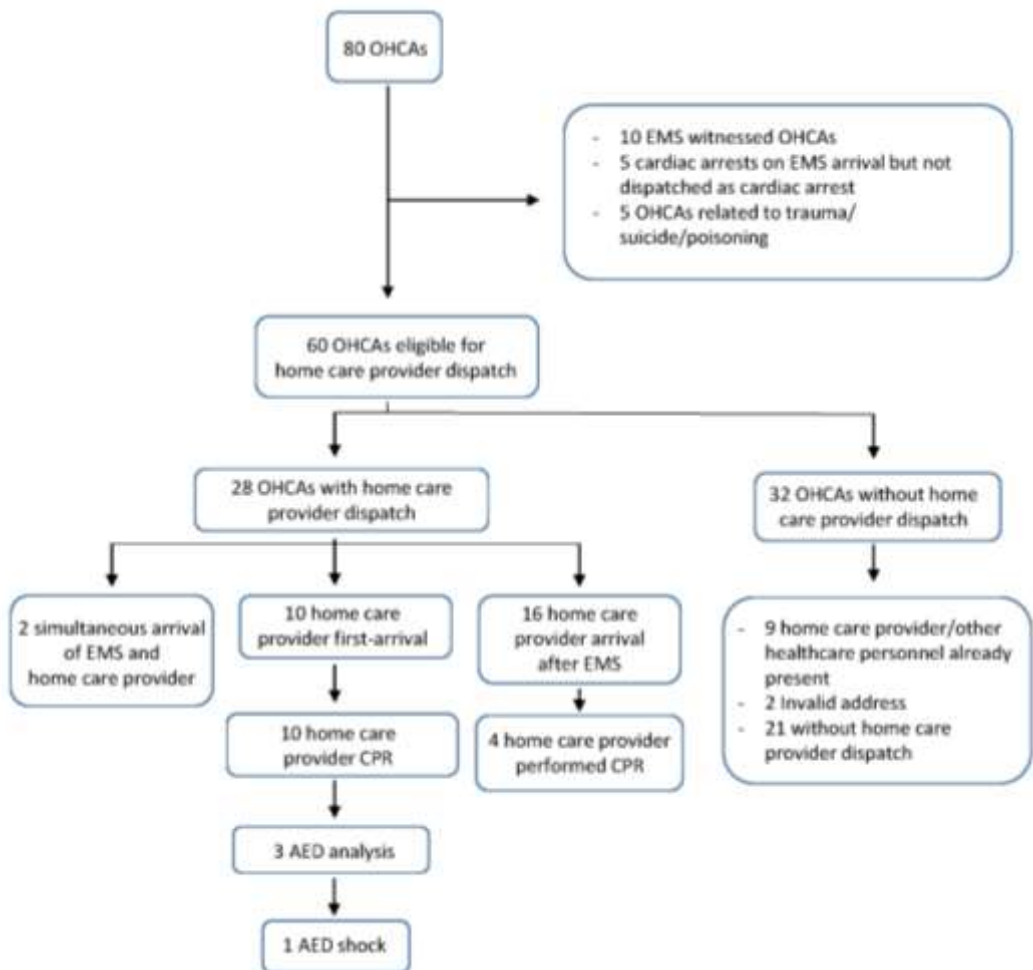 80 OHCAs
- 10 EMS witnessed OHCAs
- 5 cardiac arrests on EMS arrival but not
dispatched as cardiac arrest
- 5 OHCAs related to trauma/
suicide/poisoning
60 OHCAs eligible for
home care provider dispatch
28 OHCAs with home care
provider dispatch
32 OHCAs without home
care provider dispatch
2 simultaneous arrival
of EMS and
home care provider
10 home care
provider first-arrival
16 home care
provider arrival
after EMS
- 9 home care provider/other
healthcare personnel already
present
- 2 Invalid address
- 21 without home care
provider dispatch
10 home care
provider CPR
4 home care provider
performed CPR
3 AED analysis
1 AED shock